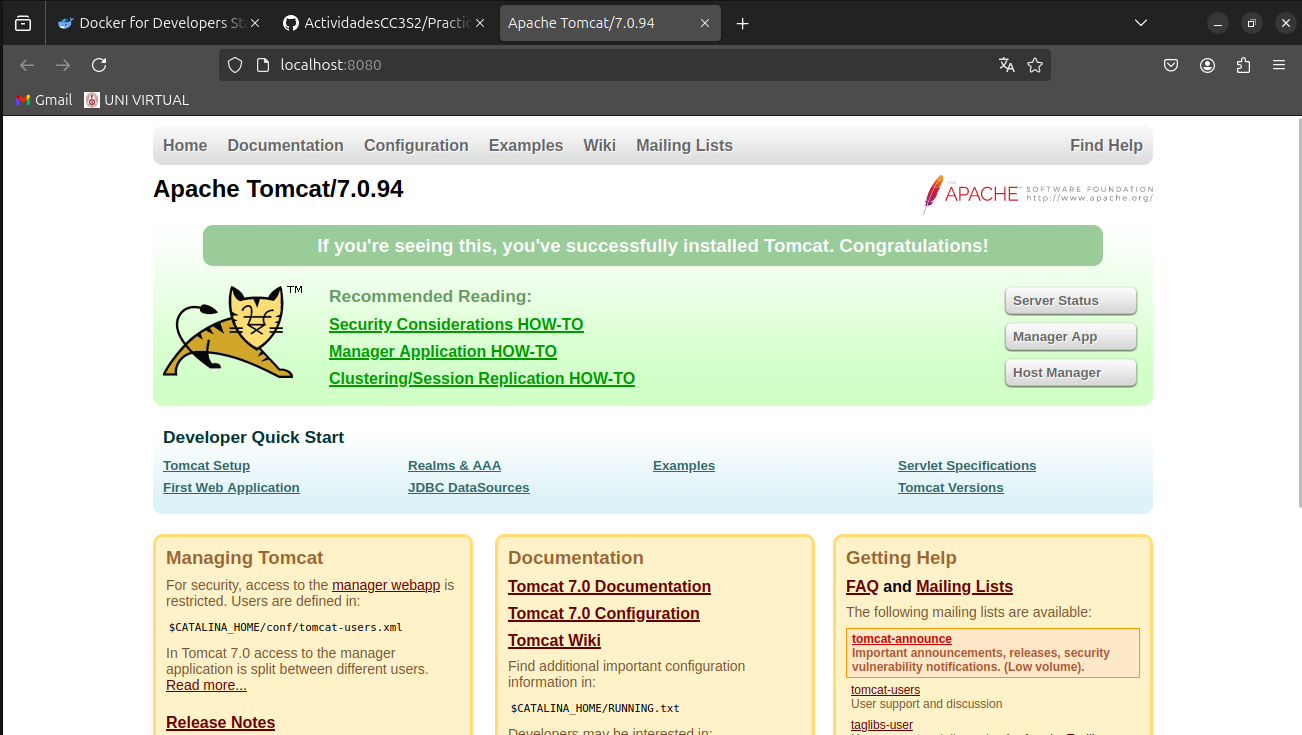 Docker for Developers Sta
ActividadesCC3S2/Practic
Apache Tomcat/7.0.94
localhost:8080
Gmail
UNI VIRTUAL
Home Documentation Configuration Examples Wiki Mailing Lists Find Help
Apache Tomcat/7.0.94
THE
APACHE
SOFTWARE FOUNDATION
http://www.apache.org/
If you're seeing this, you've successfully installed Tomcat. Congratulations!
TM
Recommended Reading:
Security Considerations HOW-TO
Manager Application HOW-TO
Clustering/Session Replication HOW-TO
Server Status
Manager App
Host Manager
Developer Quick Start
Tomcat Setup
First Web Application
Realms & AAA
JDBC DataSources
Examples
Servlet Specifications
Tomcat Versions
Managing Tomcat
For security, access to the manager webapp is
restricted. Users are defined in:
$CATALINA_HOME/conf/tomcat-users.xml
In Tomcat 7.0 access to the manager
application is split between different users.
Read more...
Release Notes
Documentation
Tomcat 7.0 Documentation
Tomcat 7.0 Configuration
Tomcat Wiki
Find additional important configuration
information in:
$CATALINA_HOME/RUNNING.txt
Developers may be interested in:
Getting Help
FAQ and Mailing Lists
The following mailing lists are available:
tomcat-announce
Important announcements, releases, security
vulnerability notifications. (Low volume).
tomcat-users
User support and discussion
taglibs-user